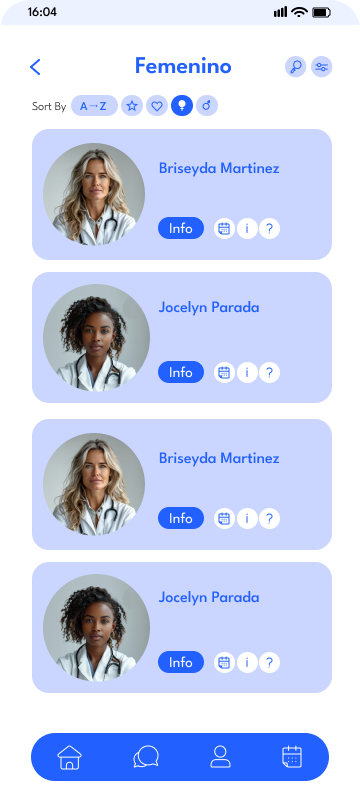 16:04
Femenino
Sort By A→Z
Briseyda Martinez
Info i ?
Jocelyn Parada
Info i ?
Briseyda Martinez
Info i ?
Jocelyn Parada
Info i ?